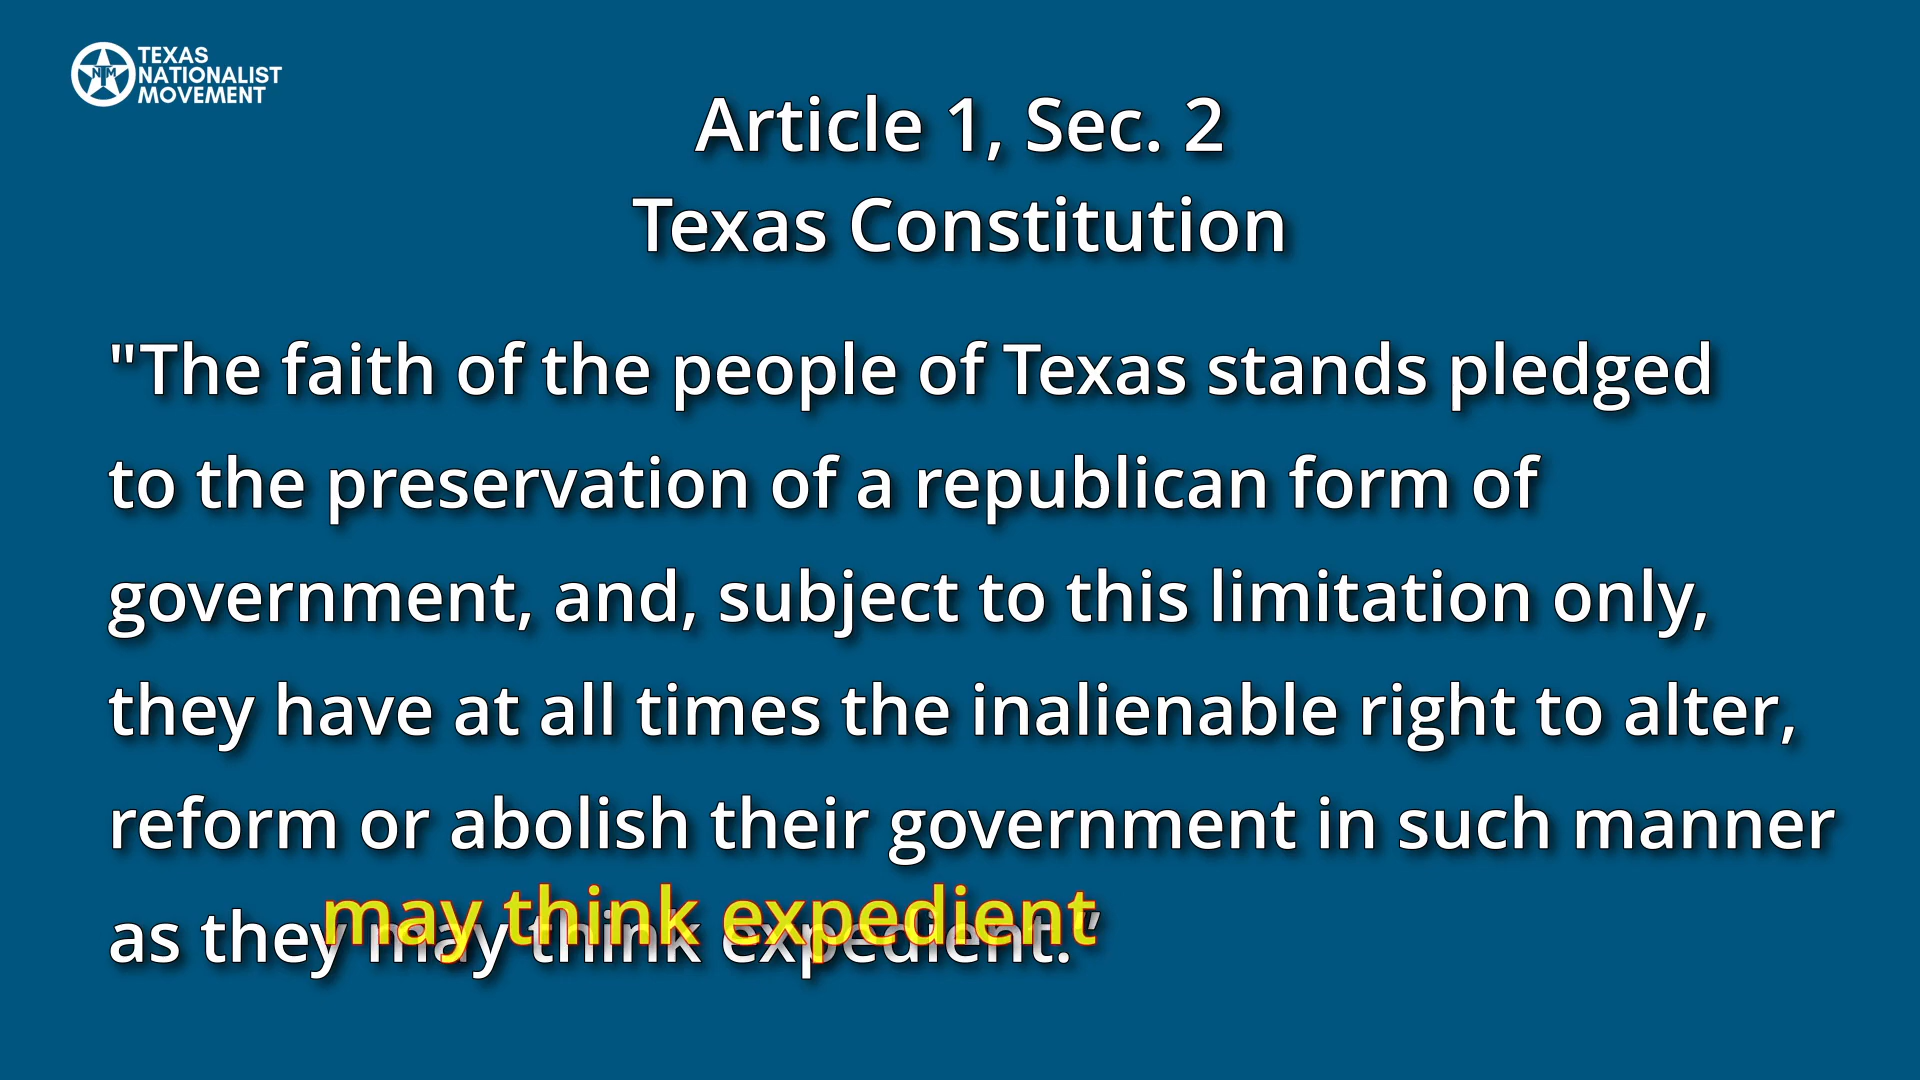 TEXAS
NATIONALIST
MOVEMENT
NTM
Article 1, Sec. 2
Texas Constitution
"The faith of the people of Texas stands pledged
to the preservation of a republican form of
government, and, subject to this limitation only,
they have at all times the inalienable right to alter,
reform or abolish their government in such manner
may think expedient
as they may think expedient.”